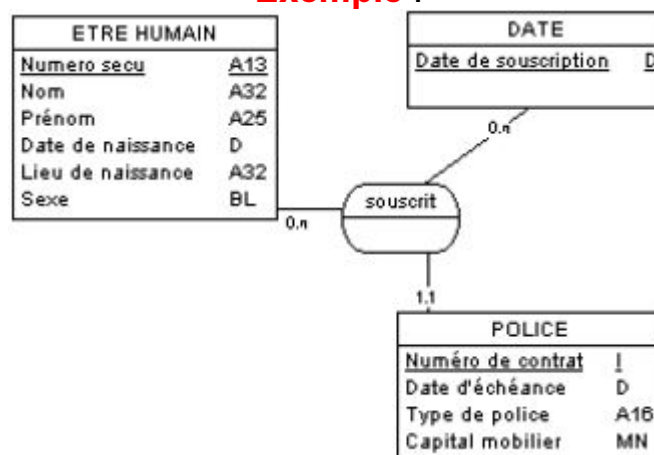 Exemple :
ETRE HUMAIN
Numero secu A13
Nom A32
Prénom A25
Date de naissance D
Lieu de naissance A32
Sexe BL
DATE
Date de souscription D
0.n
souscrit
0.n
1.1
POLICE
Numéro de contrat I
Date d'échéance D
Type de police A16
Capital mobilier MN